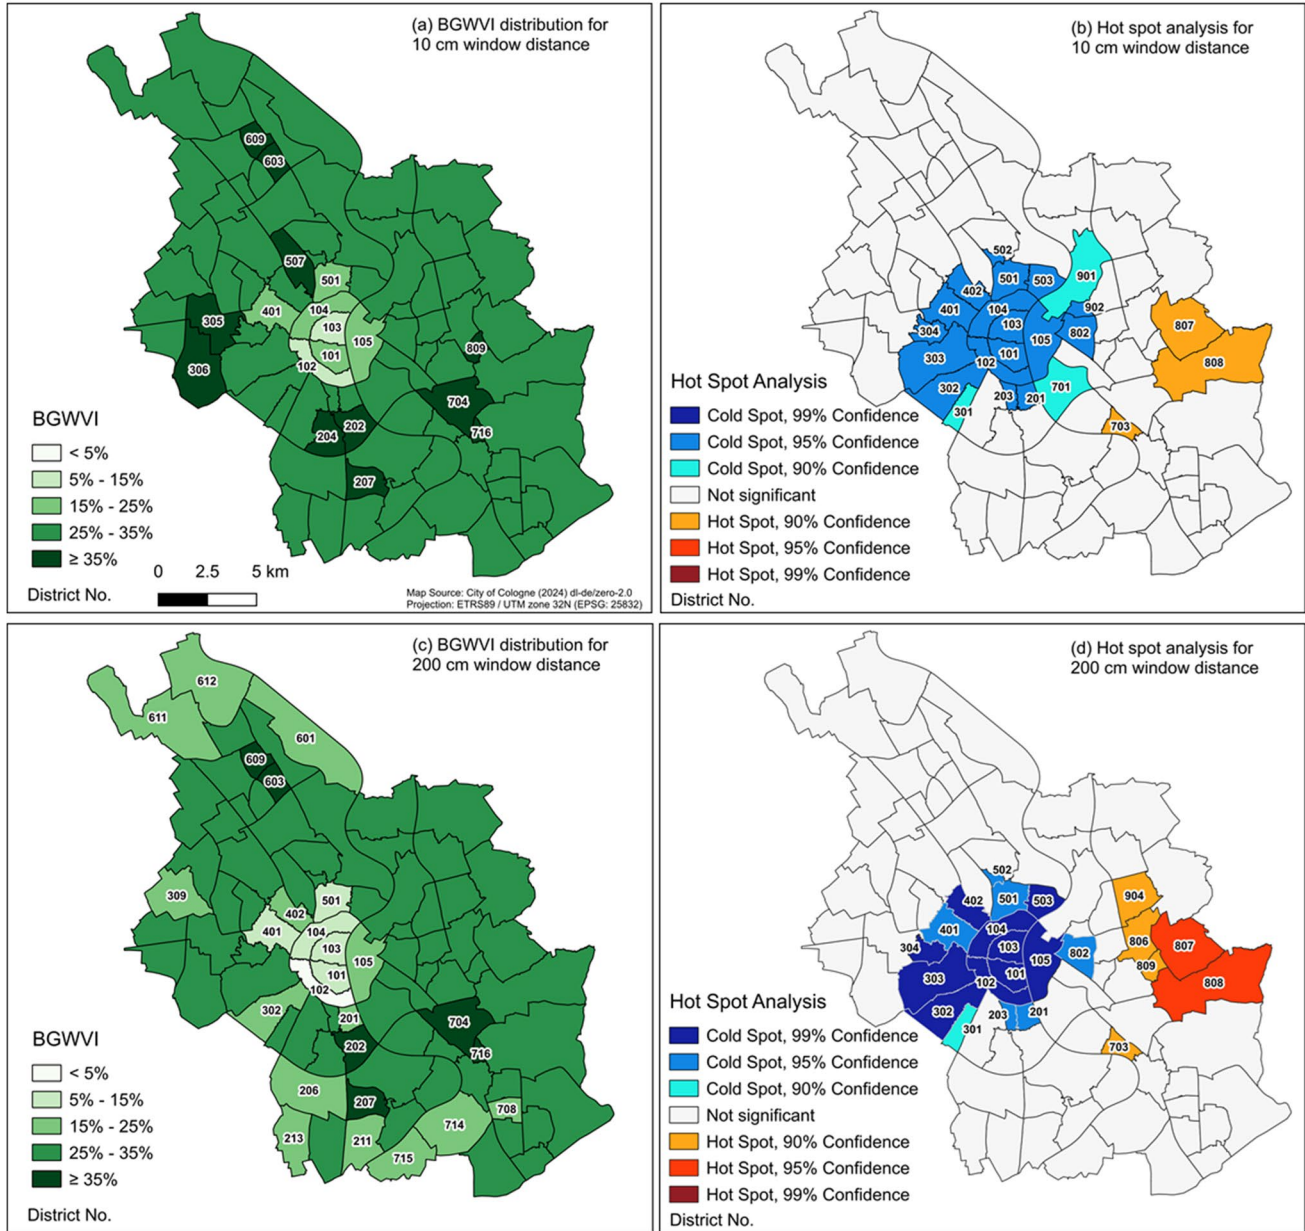 (a) BGWVI distribution for
10 cm window distance
609
603
507
501
401
104
103
105
101
102
305
306
809
704
716
202
204
207
BGWVI
< 5%
5% - 15%
15% - 25%
25% - 35%
≥ 35%
District No.
0 2.5 5 km
Map Source: City of Cologne (2024) dl-de/zero-2.0
Projection: ETRS89 / UTM zone 32N (EPSG: 25832)
(b) Hot spot analysis for
10 cm window distance
502
501
503
901
402
902
401
104
103
802
304
105
303
102
101
302
701
301
203
201
807
808
703
Hot Spot Analysis
Cold Spot, 99% Confidence
Cold Spot, 95% Confidence
Cold Spot, 90% Confidence
Not significant
Hot Spot, 90% Confidence
Hot Spot, 95% Confidence
Hot Spot, 99% Confidence
District No.
(c) BGWVI distribution for
200 cm window distance
612
611
601
609
603
309
501
402
401
104
103
105
101
102
302
201
202
704
716
206
207
708
714
213
211
715
BGWVI
< 5%
5% - 15%
15% - 25%
25% - 35%
≥ 35%
District No.
(d) Hot spot analysis for
200 cm window distance
502
501
503
402
904
401
104
103
806
807
304
105
802
809
303
102
101
808
302
301
203
201
703
Hot Spot Analysis
Cold Spot, 99% Confidence
Cold Spot, 95% Confidence
Cold Spot, 90% Confidence
Not significant
Hot Spot, 90% Confidence
Hot Spot, 95% Confidence
Hot Spot, 99% Confidence
District No.